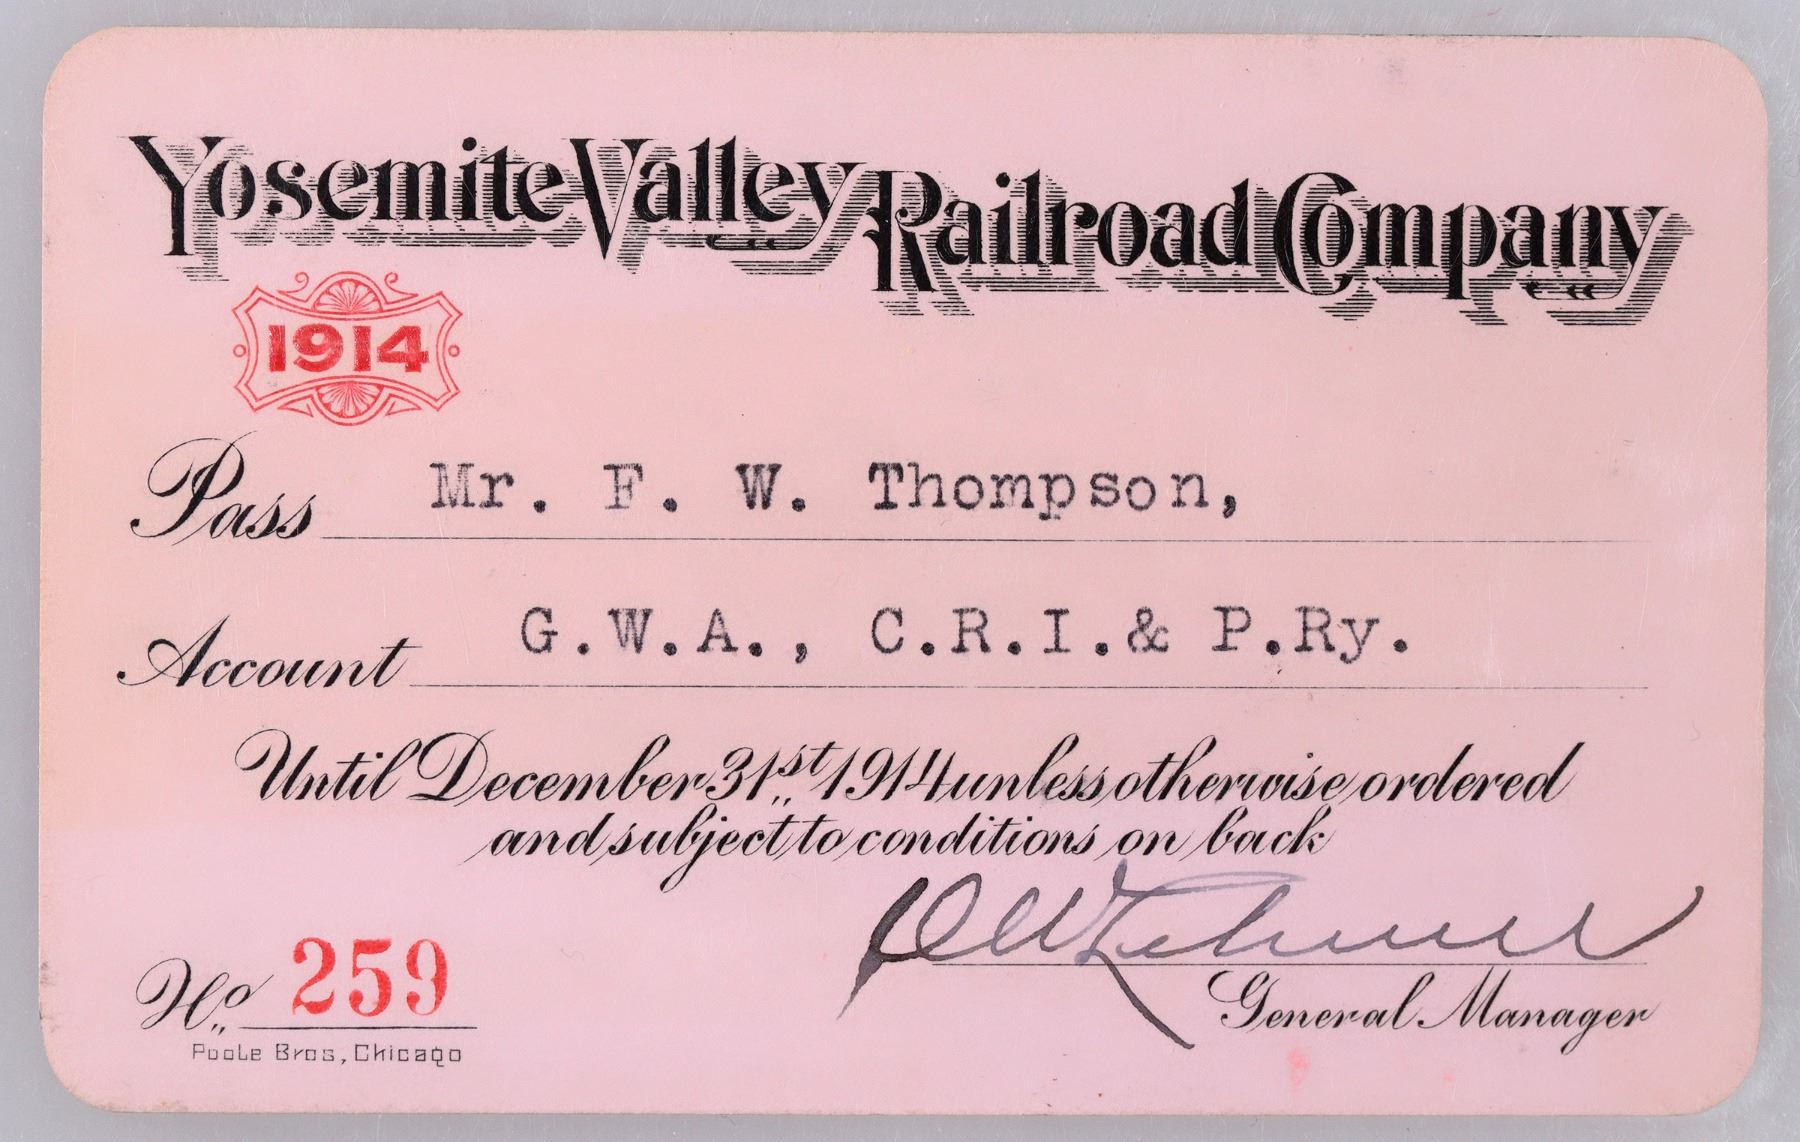 Yosemite Valley Railroad Company
1914
Pass Mr. F. W. Thompson,
Account G.W.A., C.R.I.& P.Ry.
Until December 31st 1914 unless otherwise ordered
and subject to conditions on back
General Manager
No 259
Poole Bros, Chicago